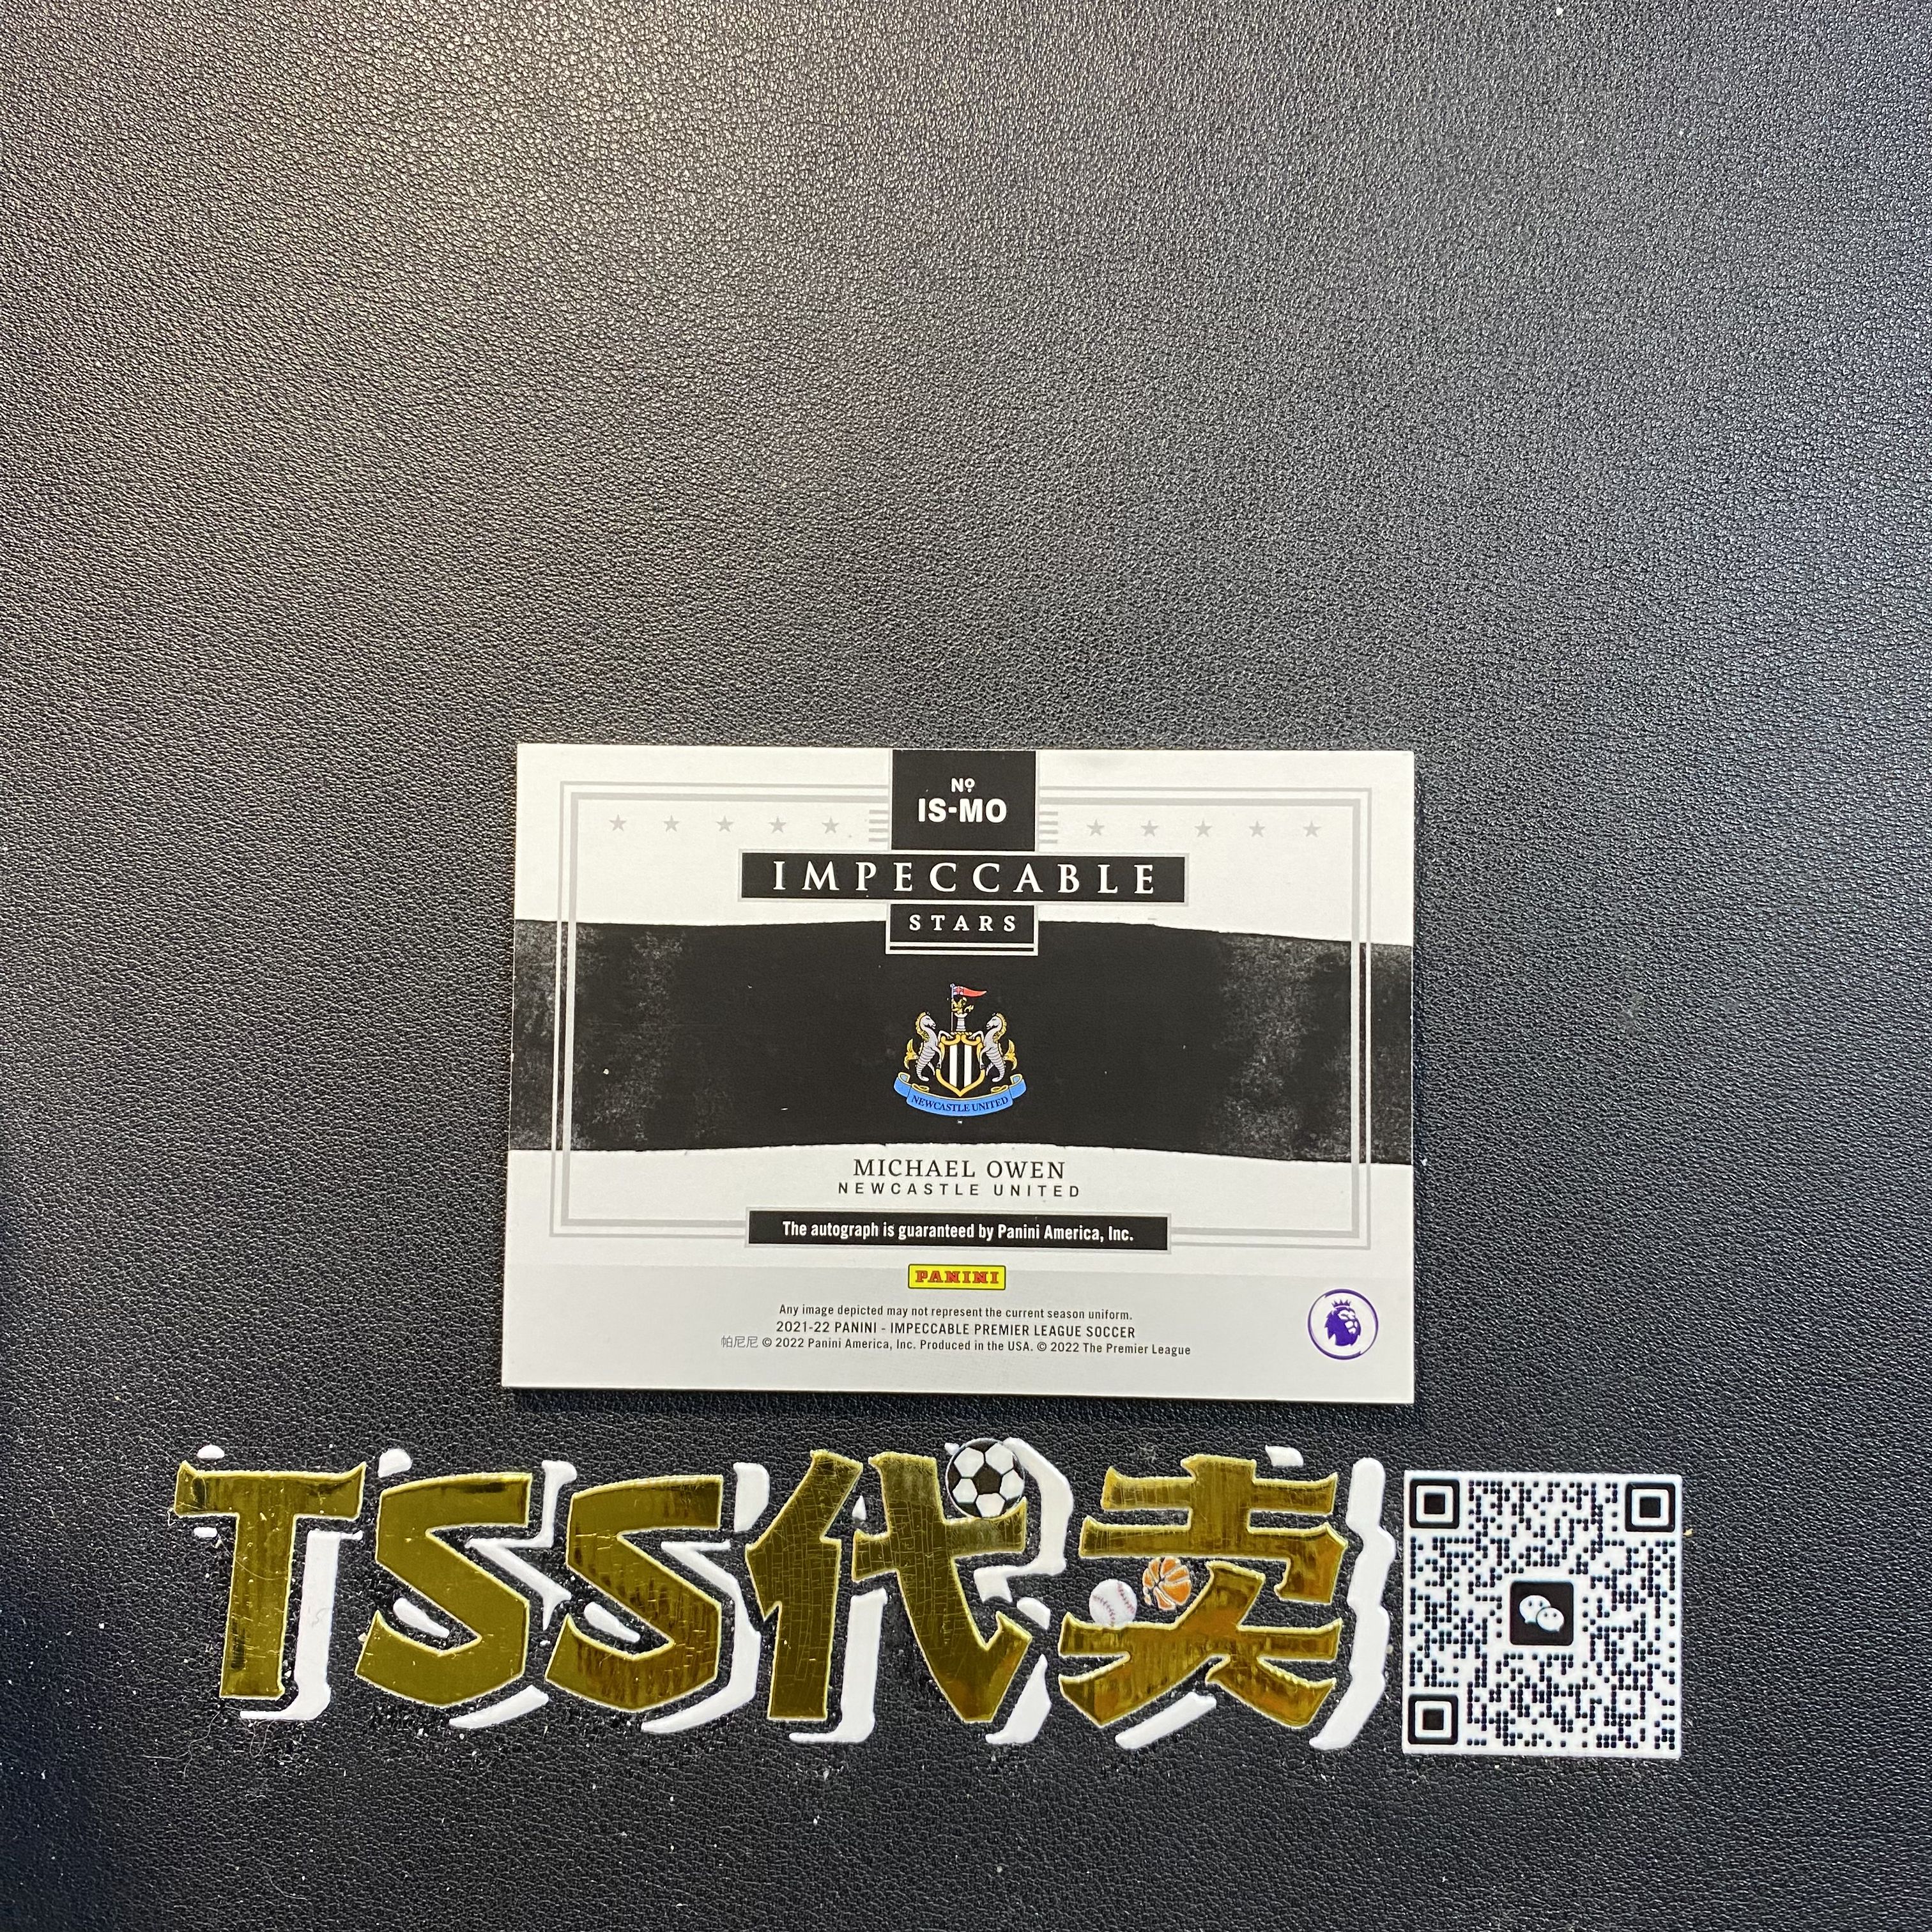 Nº
IS-MO
IMPECCABLE
STARS
NEWCASTLE UNITED
MICHAEL OWEN
NEWCASTLE UNITED
The autograph is guaranteed by Panini America, Inc.
PANINI
Any image depicted may not represent the current season uniform.
2021-22 PANINI - IMPECCABLE PREMIER LEAGUE SOCCER
帕尼尼 © 2022 Panini America, Inc. Produced in the USA. © 2022 The Premier League
TSS代卖